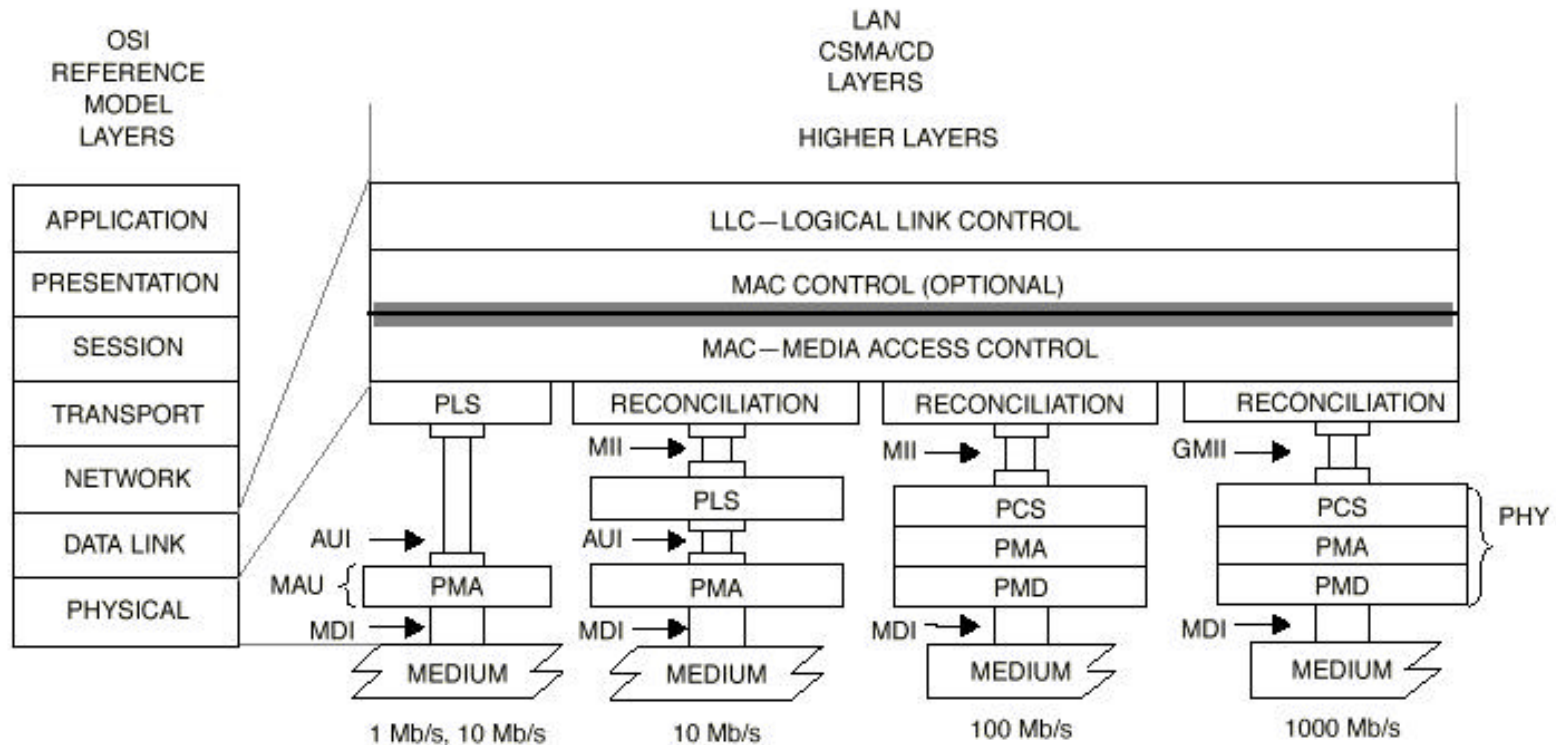 OSI
REFERENCE
MODEL
LAYERS
LAN
CSMA/CD
LAYERS
HIGHER LAYERS
APPLICATION
PRESENTATION
SESSION
TRANSPORT
NETWORK
DATA LINK
PHYSICAL
LLC—LOGICAL LINK CONTROL
MAC CONTROL (OPTIONAL)
MAC—MEDIA ACCESS CONTROL
PLS
AUI
MAU
PMA
MDI
MEDIUM
1 Mb/s, 10 Mb/s
RECONCILIATION
MII
PLS
AUI
PMA
MDI
MEDIUM
10 Mb/s
RECONCILIATION
MII
PCS
PMA
PMD
MDI
MEDIUM
100 Mb/s
RECONCILIATION
GMII
PCS
PMA
PMD
PHY
MDI
MEDIUM
1000 Mb/s